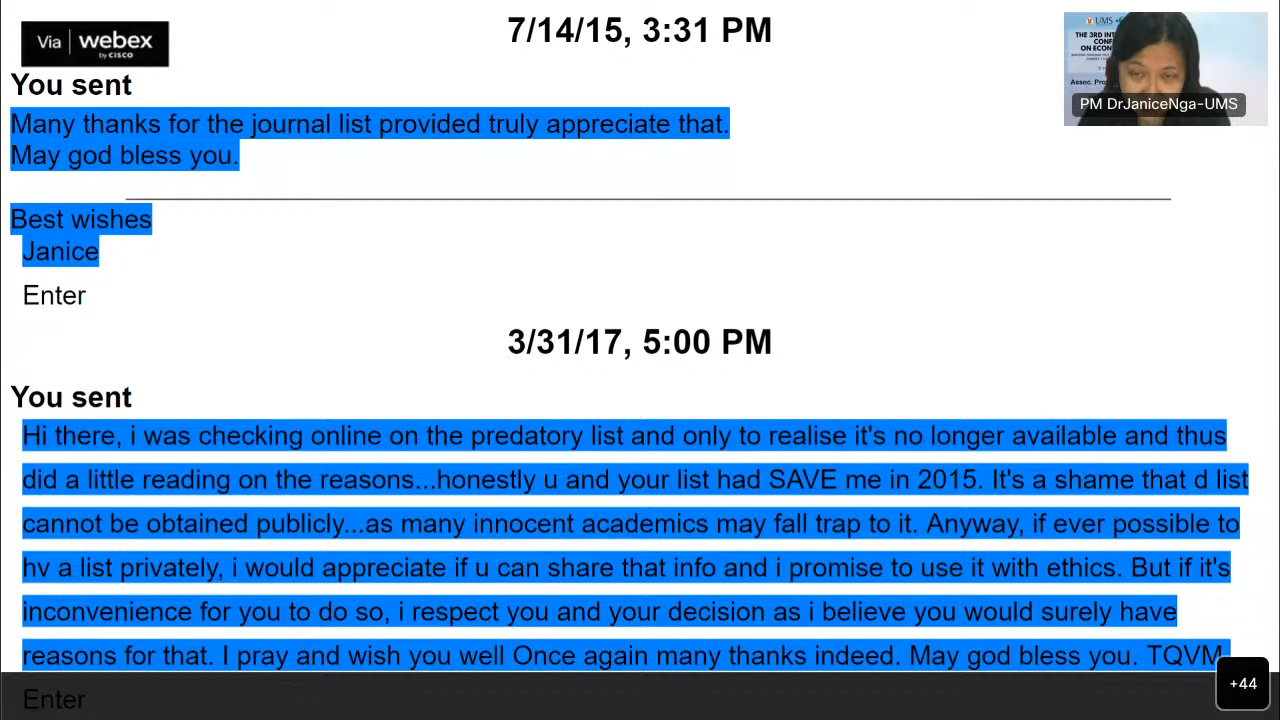 Via webex
by CISCO
7/14/15, 3:31 PM
You sent
Many thanks for the journal list provided truly appreciate that.
May god bless you.
Best wishes
Janice
Enter
3/31/17, 5:00 PM
You sent
Hi there, i was checking online on the predatory list and only to realise it's no longer available and thus
did a little reading on the reasons...honestly u and your list had SAVE me in 2015. It's a shame that d list
cannot be obtained publicly...as many innocent academics may fall trap to it. Anyway, if ever possible to
hv a list privately, i would appreciate if u can share that info and i promise to use it with ethics. But if it's
inconvenience for you to do so, i respect you and your decision as i believe you would surely have
reasons for that. I pray and wish you well Once again many thanks indeed. May god bless you. TQVM
Enter
UMS
THE 3RD
ON
Assoc.
PM DrJaniceNga-UMS
+44